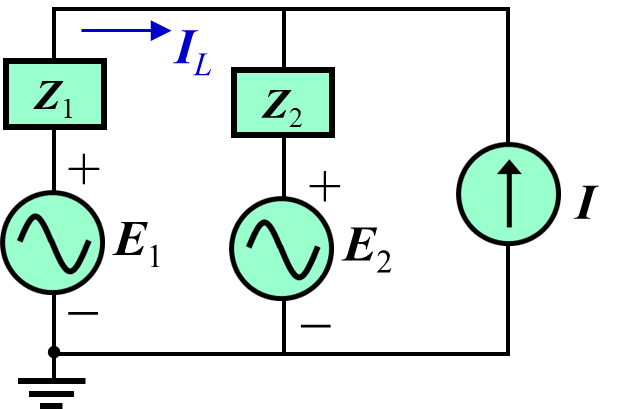 I_L
Z_1
Z_2
+
+
E_1
E_2
I
−
−